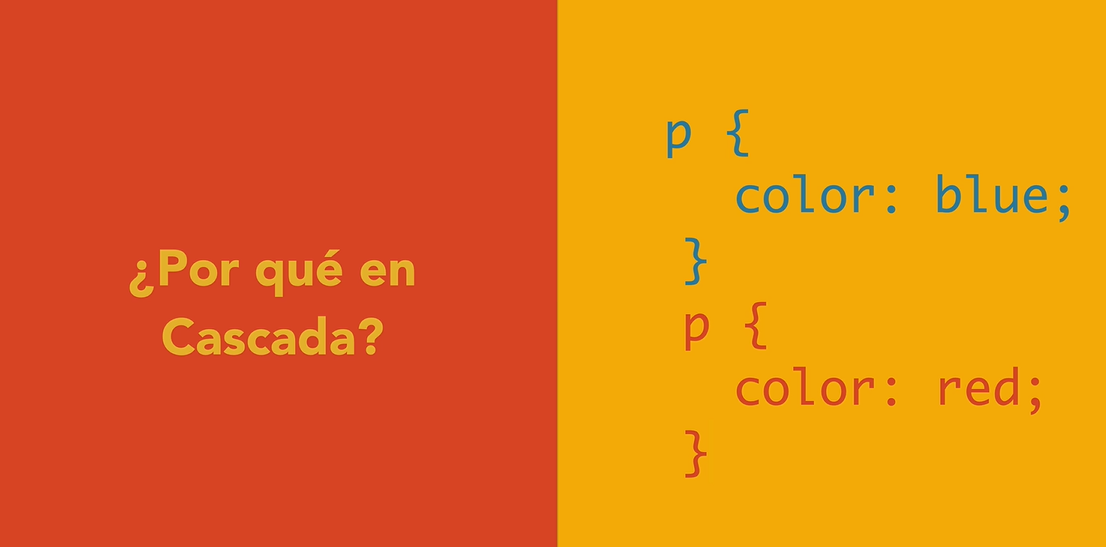 ¿Por qué en
Cascada?
p {
color: blue;
}
p {
color: red;
}